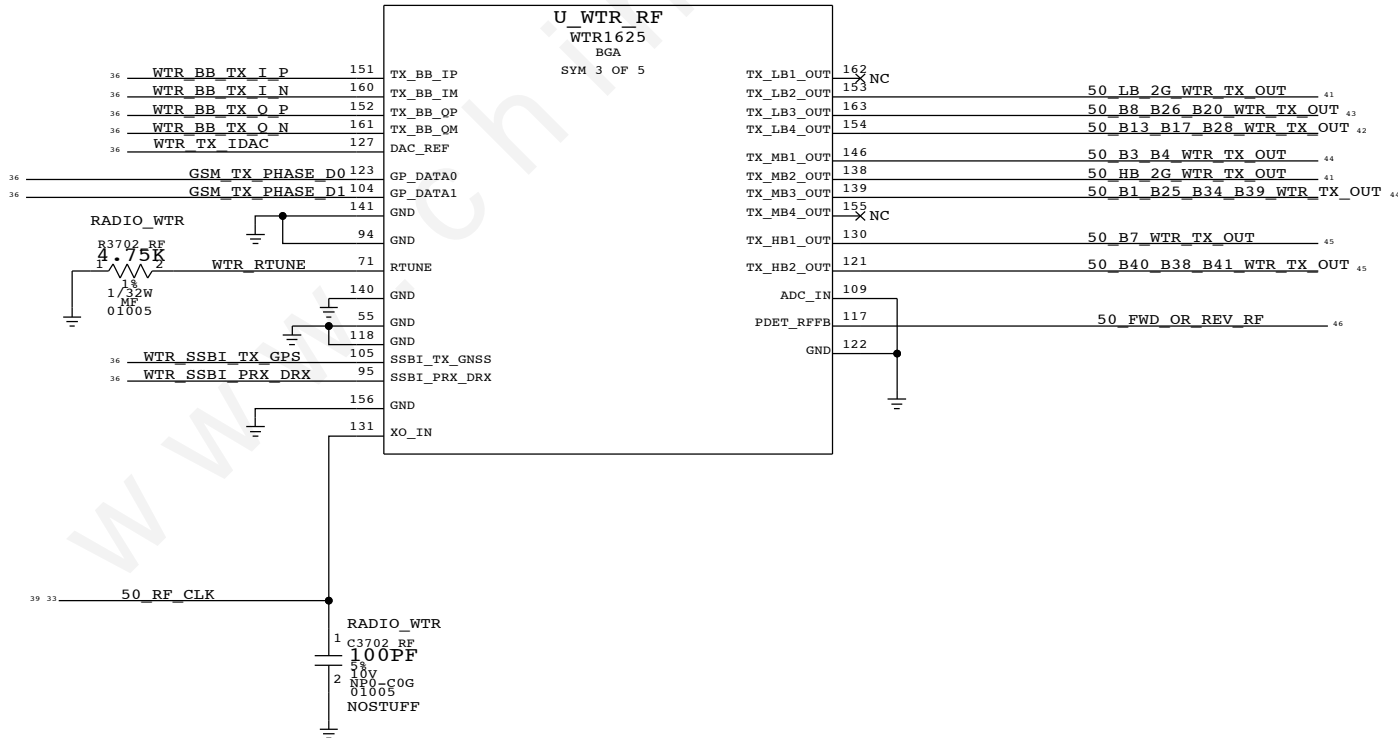 U_WTR_RF
WTR1625
BGA
SYM 3 OF 5
36 WTR_BB_TX_I_P 151 TX_BB_IP
36 WTR_BB_TX_I_N 160 TX_BB_IM
36 WTR_BB_TX_Q_P 152 TX_BB_QP
36 WTR_BB_TX_Q_N 161 TX_BB_QM
36 WTR_TX_IDAC 127 DAC_REF
36 GSM_TX_PHASE_D0 123 GP_DATA0
36 GSM_TX_PHASE_D1 104 GP_DATA1
141 GND
94 GND
RADIO_WTR
R3702_RF
4.75K
1 2
1%
1/32W
MF
01005
WTR_RTUNE 71 RTUNE
140 GND
55 GND
118 GND
36 WTR_SSBI_TX_GPS 105 SSBI_TX_GNSS
36 WTR_SSBI_PRX_DRX 95 SSBI_PRX_DRX
156 GND
131 XO_IN
TX_LB1_OUT 162 NC
TX_LB2_OUT 153 50_LB_2G_WTR_TX_OUT 41
TX_LB3_OUT 163 50_B8_B26_B20_WTR_TX_OUT 43
TX_LB4_OUT 154 50_B13_B17_B28_WTR_TX_OUT 42
TX_MB1_OUT 146 50_B3_B4_WTR_TX_OUT 44
TX_MB2_OUT 138 50_HB_2G_WTR_TX_OUT 41
TX_MB3_OUT 139 50_B1_B25_B34_B39_WTR_TX_OUT 44
TX_MB4_OUT 155 NC
TX_HB1_OUT 130 50_B7_WTR_TX_OUT 45
TX_HB2_OUT 121 50_B40_B38_B41_WTR_TX_OUT 45
ADC_IN 109
PDET_RFFB 117 50_FWD_OR_REV_RF 46
GND 122
39 33 50_RF_CLK
RADIO_WTR
1 C3702_RF
100PF
5%
10V
2 NP0-C0G
01005
NOSTUFF
www.chi